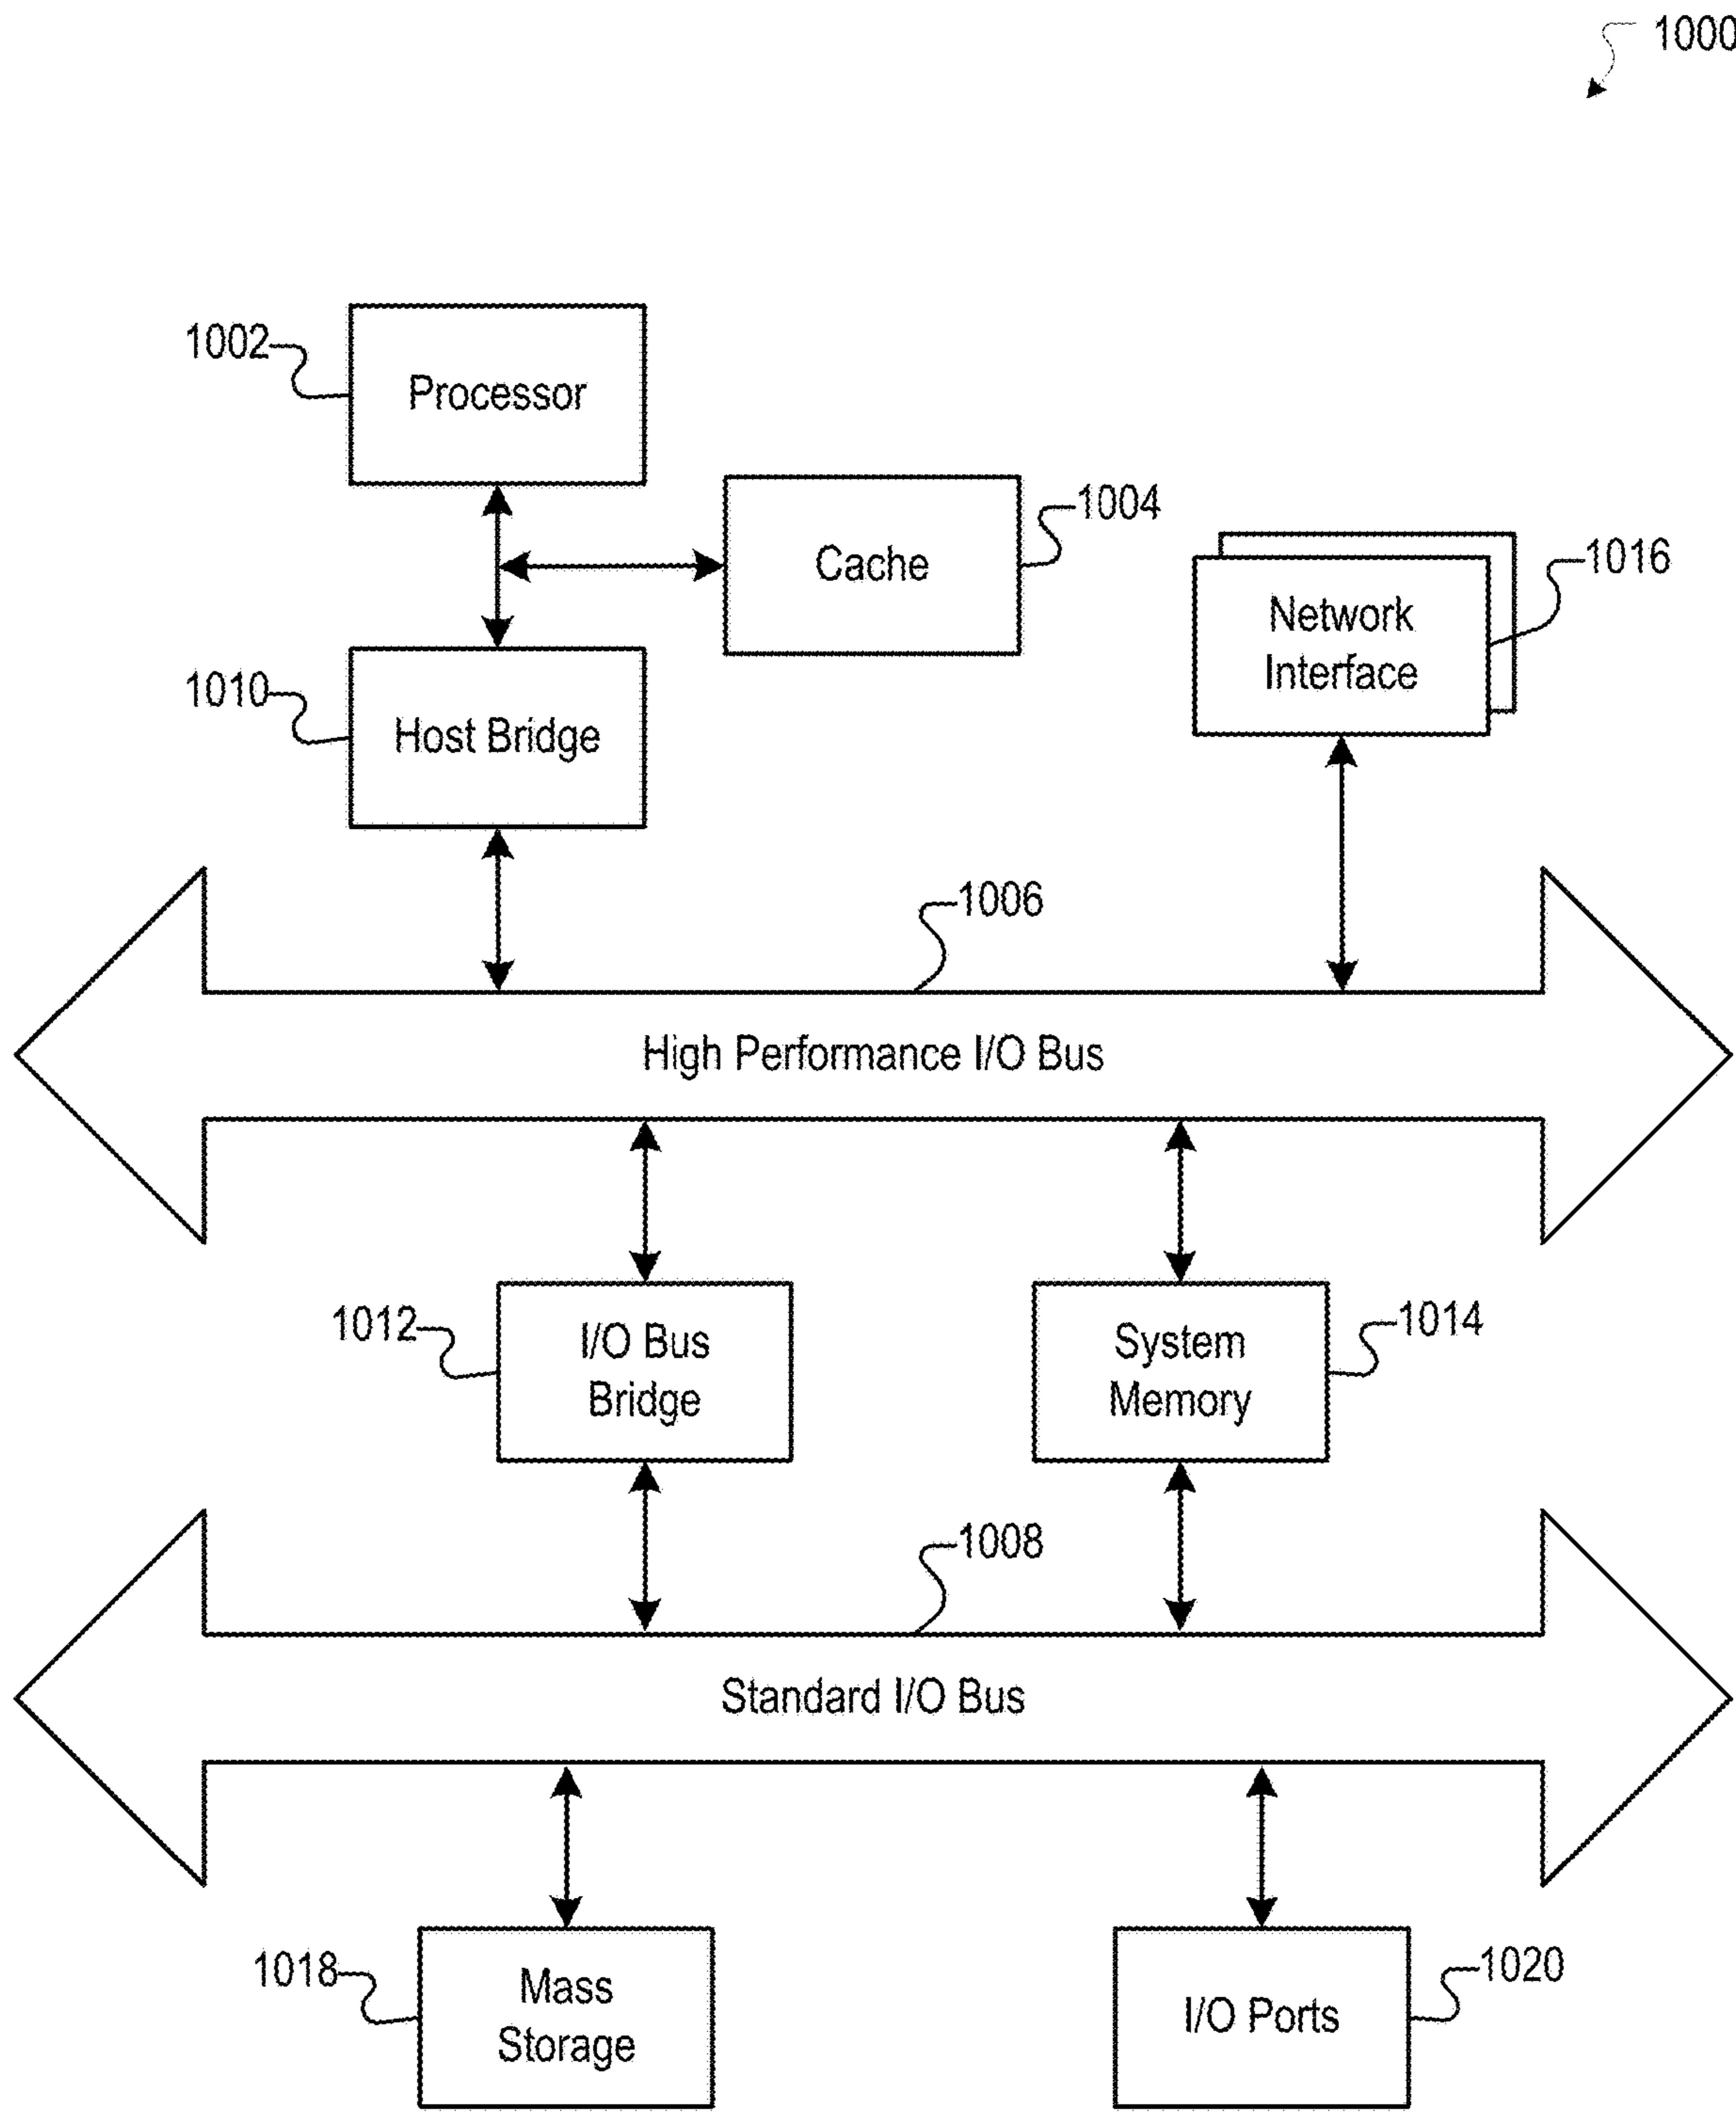 1000
1002
Processor
1004
Cache
1016
Network
Interface
1010
Host Bridge
1006
High Performance I/O Bus
1012
I/O Bus
Bridge
1014
System
Memory
1008
Standard I/O Bus
1018
Mass
Storage
1020
I/O Ports